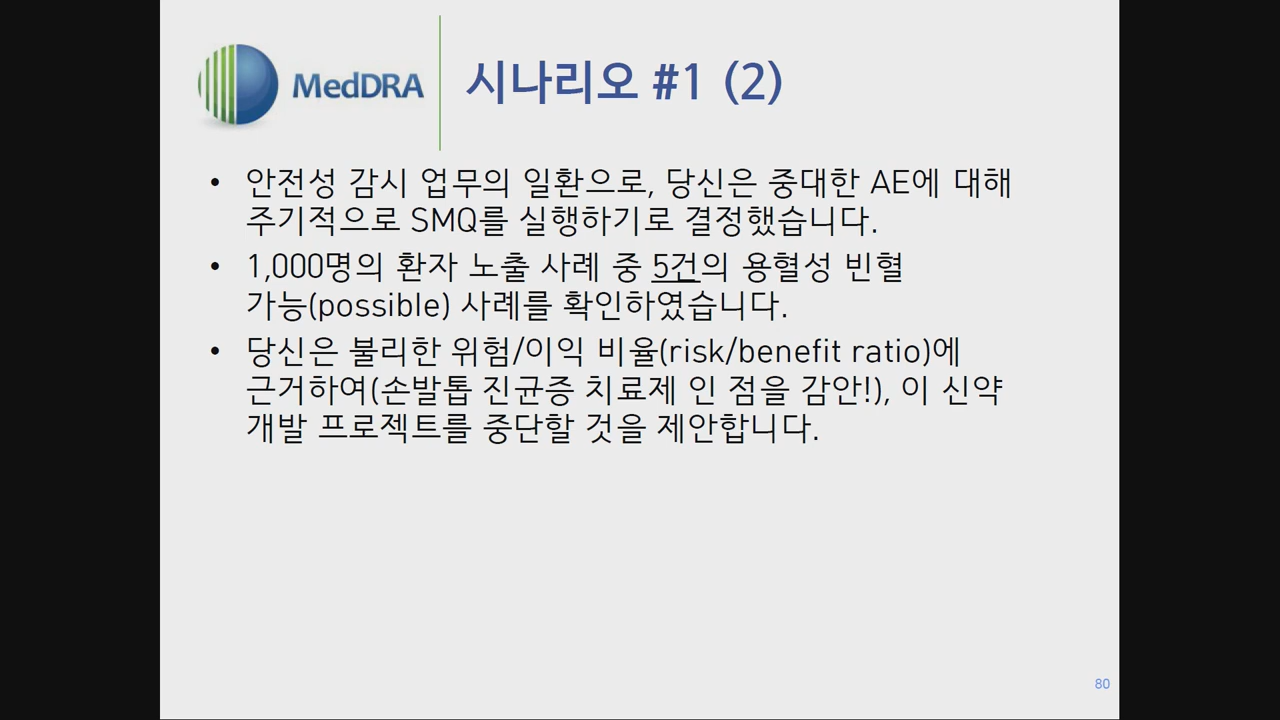 MedDRA
시나리오 #1 (2)
• 안전성 감시 업무의 일환으로, 당신은 중대한 AE에 대해
주기적으로 SMQ를 실행하기로 결정했습니다.
• 1,000명의 환자 노출 사례 중 5건의 용혈성 빈혈
가능(possible) 사례를 확인하였습니다.
• 당신은 불리한 위험/이익 비율(risk/benefit ratio)에
근거하여(손발톱 진균증 치료제 인 점을 감안!), 이 신약
개발 프로젝트를 중단할 것을 제안합니다.
80